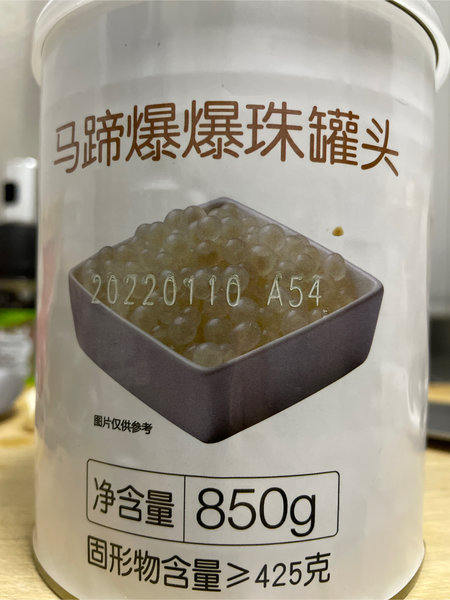 马蹄爆爆珠罐头
20220110 A54
图片仅供参考
净含量 850g
固形物含量≥425克